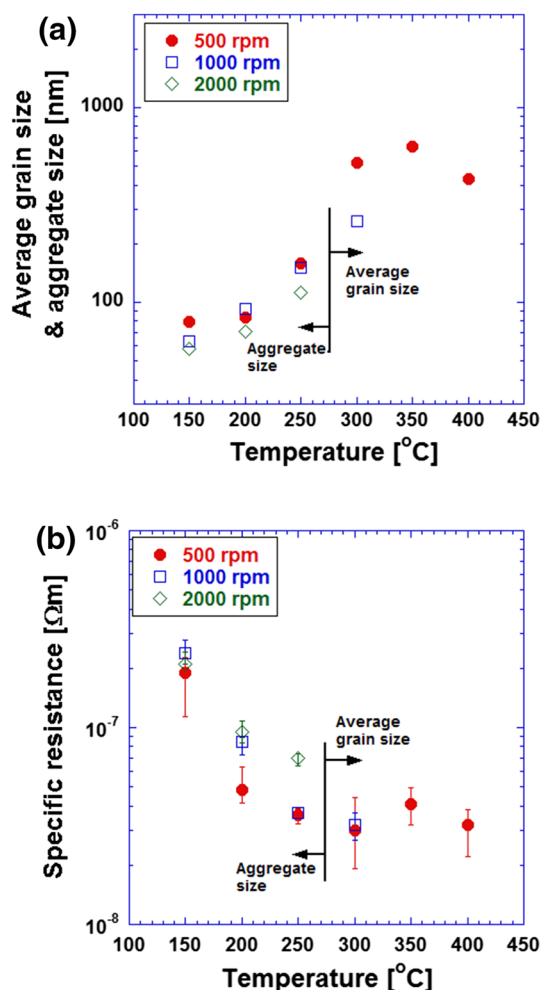 (a)
500 rpm
1000 rpm
2000 rpm
Average grain size
& aggregate size [nm]
1000
100
Average
grain size
Aggregate
size
100 150 200 250 300 350 400 450
Temperature [°C]
(b)
500 rpm
1000 rpm
2000 rpm
Specific resistance [Ωm]
10⁻⁶
10⁻⁷
10⁻⁸
Average
grain size
Aggregate
size
100 150 200 250 300 350 400 450
Temperature [°C]